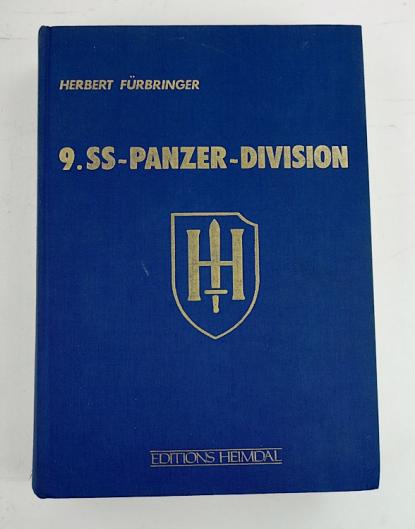 HERBERT FÜRBRINGER
9. SS-PANZER-DIVISION
H
EDITIONS HEIMDAL